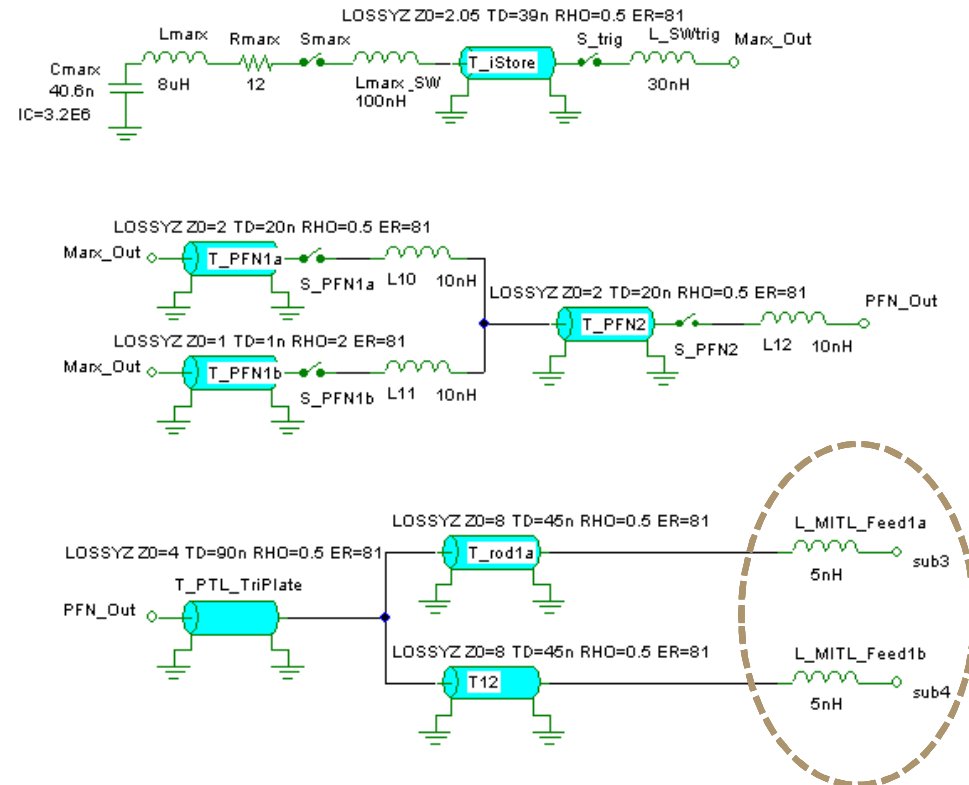 LOSSYZ Z0=2.05 TD=39n RHO=0.5 ER=81
Lmarx
Rmarx
Smarx
S_trig
L_SWtrig
Marx_Out
Cmarx
40.6n
IC=3.2E6
8uH
12
Lmarx_SW
100nH
T_iStore
30nH
LOSSYZ Z0=2 TD=20n RHO=0.5 ER=81
Marx_Out
T_PFN1a
S_PFN1a
L10
10nH
LOSSYZ Z0=2 TD=20n RHO=0.5 ER=81
PFN_Out
T_PFN2
S_PFN2
L12
10nH
LOSSYZ Z0=1 TD=1n RHO=2 ER=81
Marx_Out
T_PFN1b
S_PFN1b
L11
10nH
LOSSYZ Z0=8 TD=45n RHO=0.5 ER=81
L_MITL_Feed1a
T_rod1a
5nH
sub3
LOSSYZ Z0=4 TD=90n RHO=0.5 ER=81
T_PTL_TriPlate
PFN_Out
LOSSYZ Z0=8 TD=45n RHO=0.5 ER=81
L_MITL_Feed1b
T12
5nH
sub4